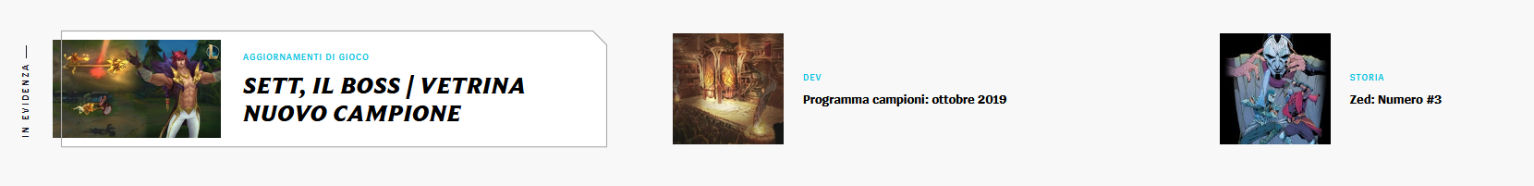 IN EVIDENZA —
AGGIORNAMENTI DI GIOCO
SETT, IL BOSS | VETRINA
NUOVO CAMPIONE
DEV
Programma campioni: ottobre 2019
STORIA
Zed: Numero #3